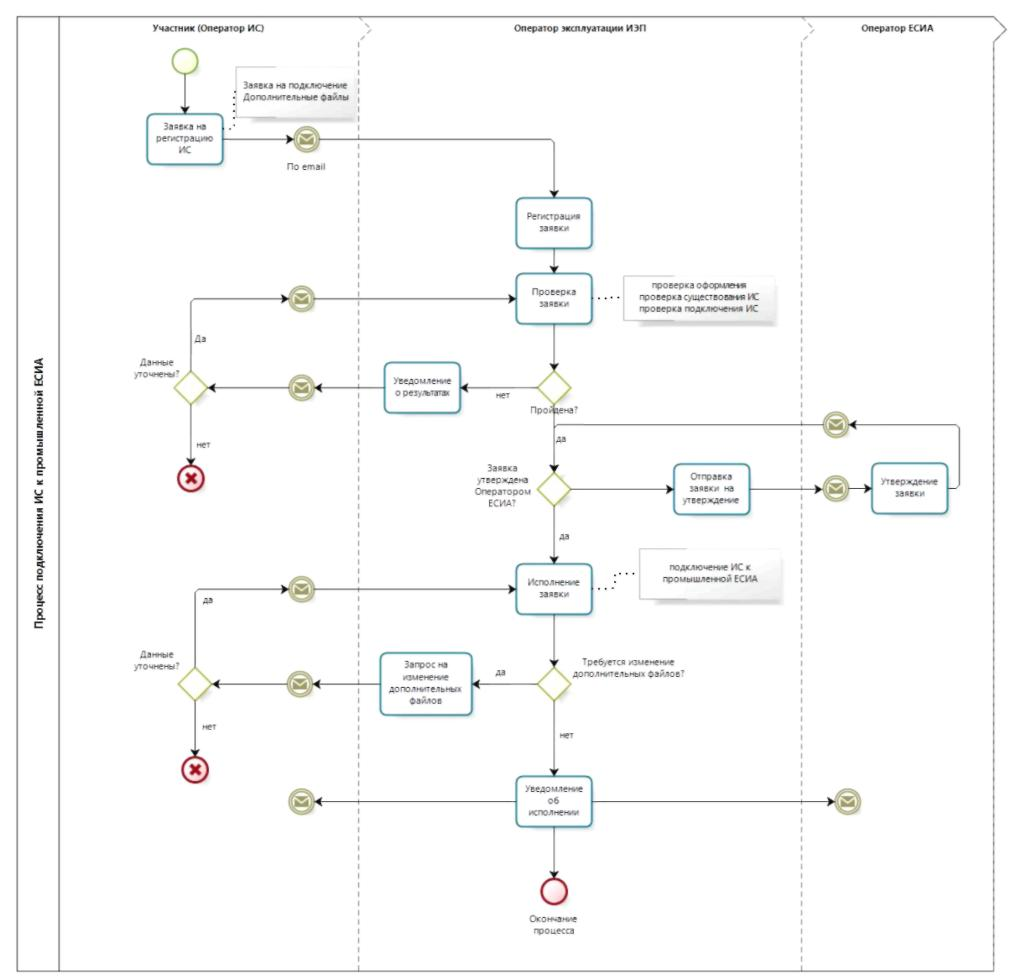 Участник (Оператор ИС)
Оператор эксплуатации ИЭП
Оператор ЕСИА
Процесс подключения ИС к промышленной ЕСИА
Заявка на подключение
Дополнительные файлы
Заявка на
регистрацию
ИС
По email
Регистрация
заявки
Проверка
заявки
проверка оформления
проверка существования ИС
проверка подключения ИС
Да
Данные
уточнены?
Уведомление
о результатах
нет
Пройдена?
да
нет
Заявка
утверждена
Оператором
ЕСИА?
Отправка
заявки на
утверждение
Утверждение
заявки
да
Исполнение
заявки
подключение ИС к
промышленной ЕСИА
да
Данные
уточнены?
Запрос на
изменение
дополнительных
файлов
да
Требуется изменение
дополнительных файлов?
нет
нет
Уведомление
об
исполнении
Окончание
процесса